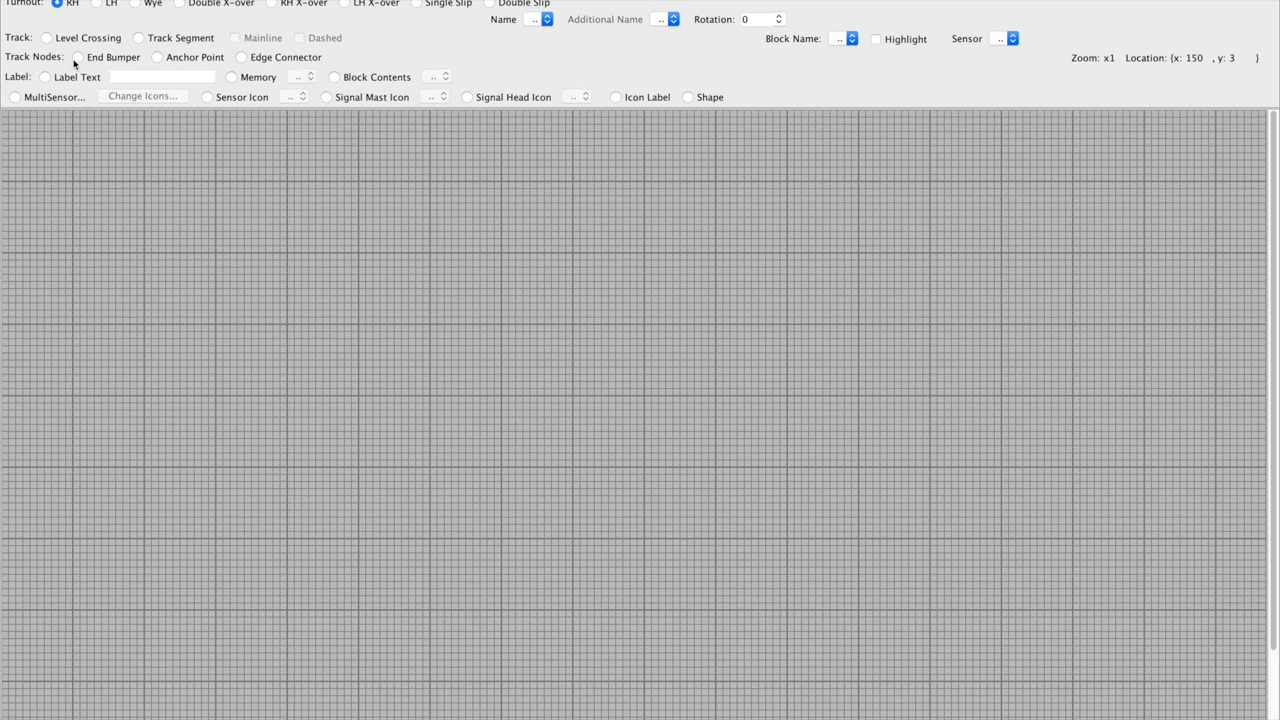 Turnout: RH LH Wye Double X-over RH X-over LH X-over Single Slip Double Slip
Name .. Additional Name .. Rotation: 0
Track: Level Crossing Track Segment Mainline Dashed Block Name: .. Highlight Sensor ..
Track Nodes: End Bumper Anchor Point Edge Connector Zoom: x1 Location: {x: 150 , y: 3 }
Label: Label Text Memory .. Block Contents ..
MultiSensor... Change Icons... Sensor Icon .. Signal Mast Icon .. Signal Head Icon .. Icon Label Shape